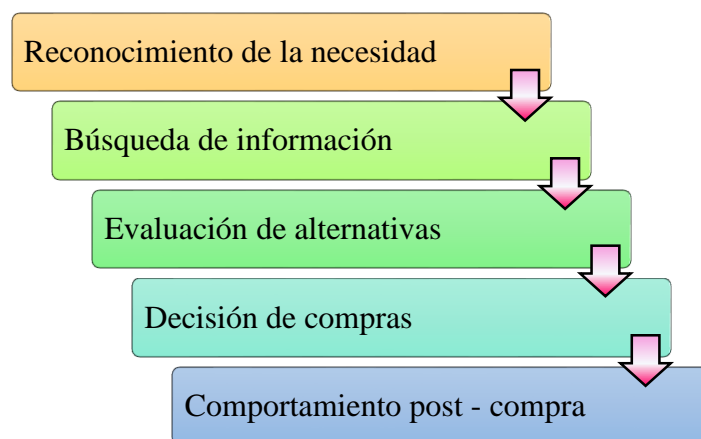 Reconocimiento de la necesidad
Búsqueda de información
Evaluación de alternativas
Decisión de compras
Comportamiento post - compra